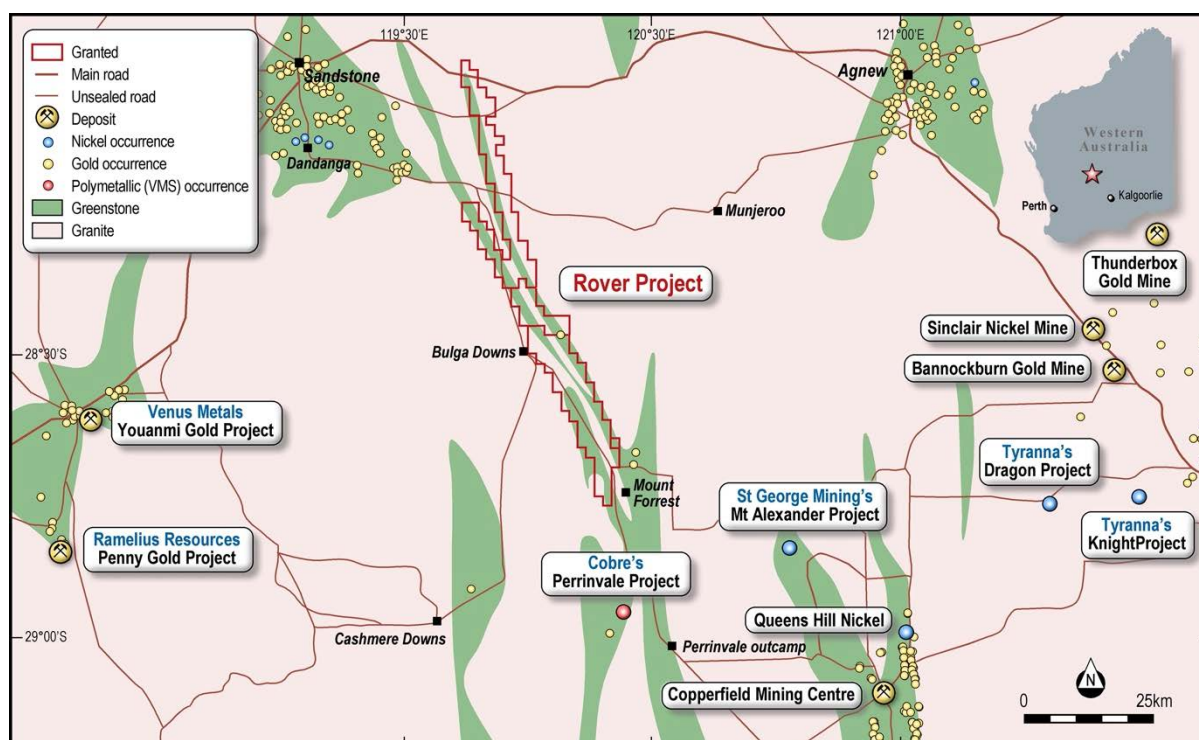 119°30'E
120°30'E
121°00'E
Granted
Main road
Unsealed road
Deposit
Nickel occurrence
Gold occurrence
Polymetallic (VMS) occurrence
Greenstone
Granite
Sandstone
Dandanga
Agnew
Munjeroo
Western
Australia
Perth
Kalgoorlie
Thunderbox
Gold Mine
Rover Project
Sinclair Nickel Mine
Bannockburn Gold Mine
28°30'S
Bulga Downs
Venus Metals
Youanmi Gold Project
Mount
Forrest
Tyranna's
Dragon Project
St George Mining's
Mt Alexander Project
Tyranna's
KnightProject
Ramelius Resources
Penny Gold Project
Cobre's
Perrinvale Project
29°00'S
Cashmere Downs
Queens Hill Nickel
Perrinvale outcamp
Copperfield Mining Centre
N
0
25km